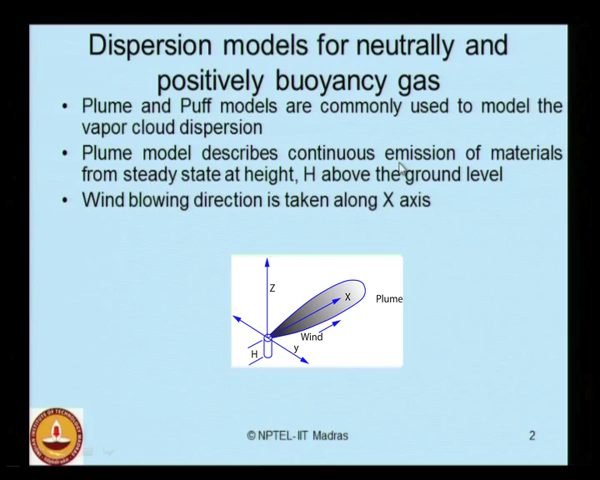 Dispersion models for neutrally and
positively buoyancy gas
• Plume and Puff models are commonly used to model the
vapor cloud dispersion
• Plume model describes continuous emission of materials
from steady state at height, H above the ground level
• Wind blowing direction is taken along X axis
Z
X
Plume
Wind
y
H
© NPTEL- IIT Madras
2